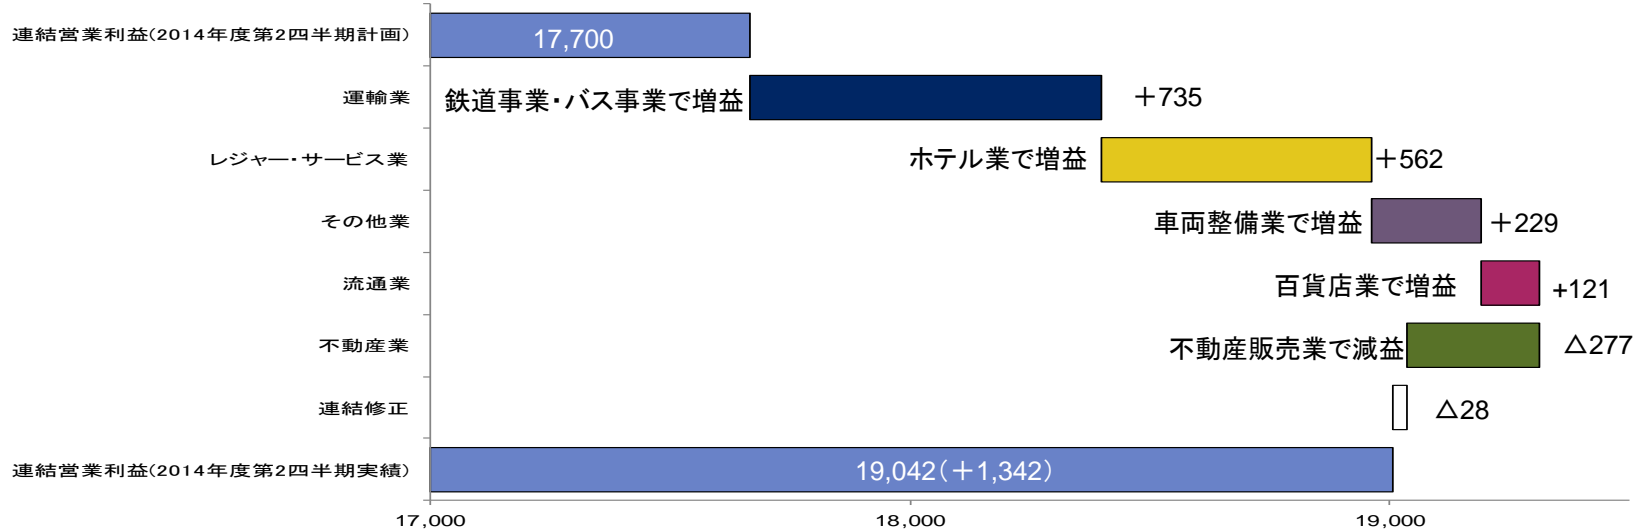 連結営業利益(2014年度第2四半期計画)
17,700
運輸業
鉄道事業・バス事業で増益
＋735
レジャー・サービス業
ホテル業で増益
＋562
その他業
車両整備業で増益
＋229
流通業
百貨店業で増益
+121
不動産業
不動産販売業で減益
△277
連結修正
△28
連結営業利益(2014年度第2四半期実績)
19,042(＋1,342)
17,000
18,000
19,000